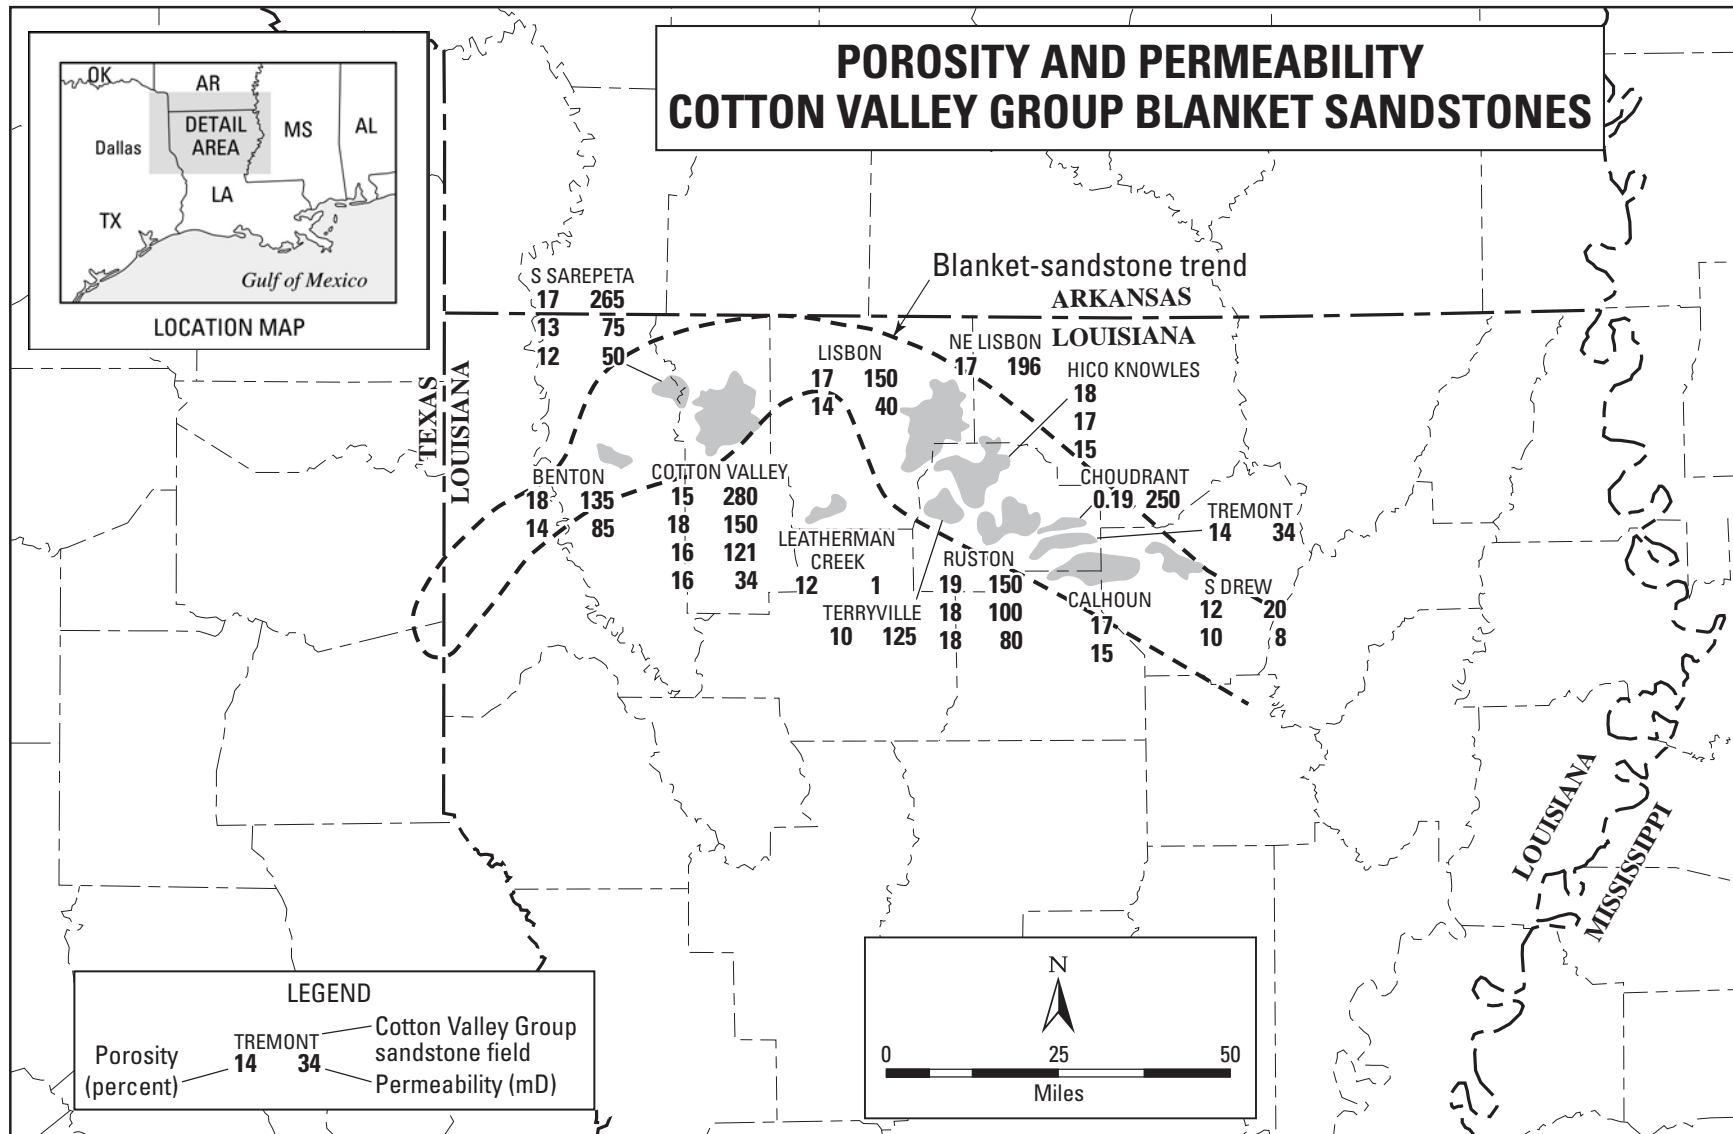 POROSITY AND PERMEABILITY
COTTON VALLEY GROUP BLANKET SANDSTONES
OK
AR
DETAIL
AREA
MS
AL
Dallas
LA
TX
Gulf of Mexico
LOCATION MAP
Blanket-sandstone trend
ARKANSAS
LOUISIANA
TEXAS
LOUISIANA
S SAREPETA
17 265
13 75
12 50
LISBON
17 150
14 40
NE LISBON
17 196
HICO KNOWLES
18
17
15
BENTON
18 135
14 85
COTTON VALLEY
15 280
18 150
16 121
16 34
CHOUDRANT
0.19 250
TREMONT
14 34
LEATHERMAN
CREEK
12 1
TERRYVILLE
10 125
RUSTON
19 150
18 100
18 80
CALHOUN
17
15
S DREW
12 20
10 8
LOUISIANA
MISSISSIPPI
LEGEND
Porosity
(percent)
TREMONT
14 34
Cotton Valley Group
sandstone field
Permeability (mD)
N
0 25 50
Miles